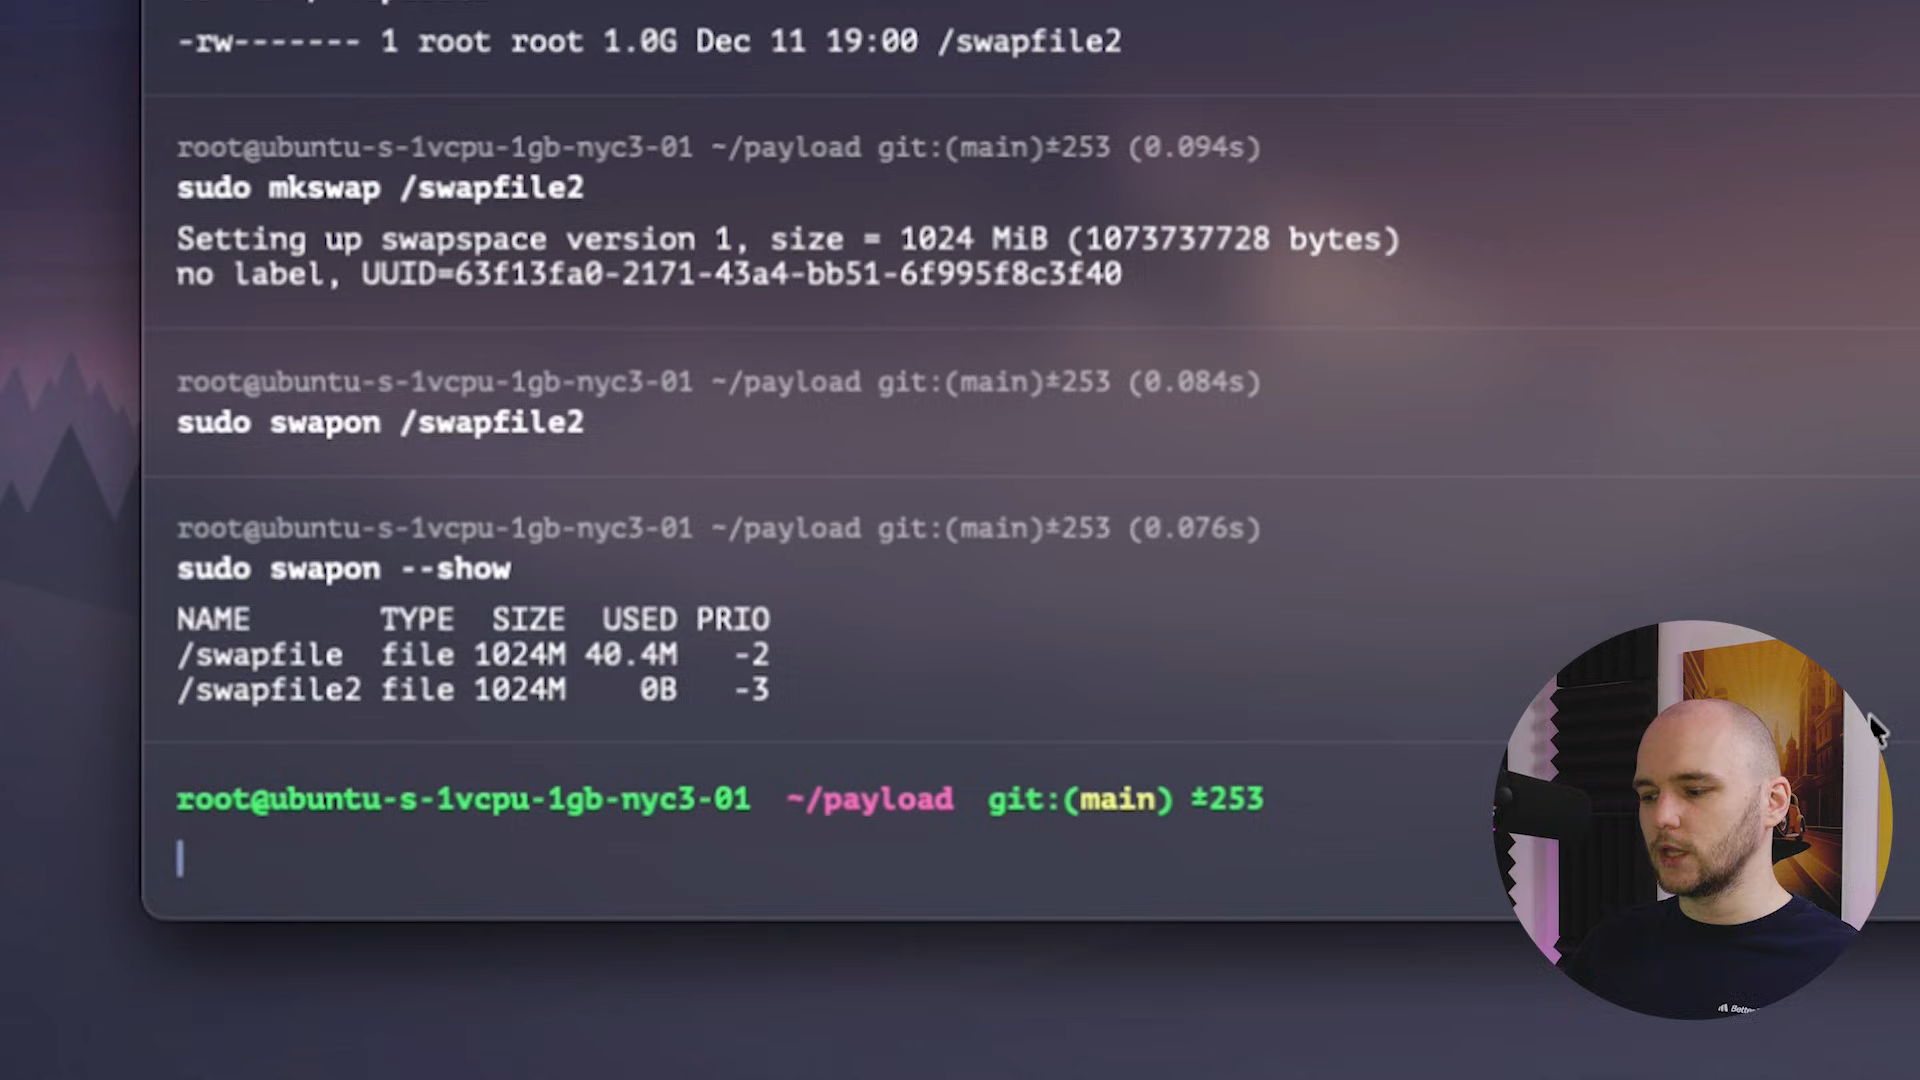 -rw------- 1 root root 1.0G Dec 11 19:00 /swapfile2
root@ubuntu-s-1vcpu-1gb-nyc3-01 ~/payload git:(main)±253 (0.094s)
sudo mkswap /swapfile2
Setting up swapspace version 1, size = 1024 MiB (1073737728 bytes)
no label, UUID=63f13fa0-2171-43a4-bb51-6f995f8c3f40
root@ubuntu-s-1vcpu-1gb-nyc3-01 ~/payload git:(main)±253 (0.084s)
sudo swapon /swapfile2
root@ubuntu-s-1vcpu-1gb-nyc3-01 ~/payload git:(main)±253 (0.076s)
sudo swapon --show
NAME TYPE SIZE USED PRIO
/swapfile file 1024M 40.4M -2
/swapfile2 file 1024M 0B -3
root@ubuntu-s-1vcpu-1gb-nyc3-01 ~/payload git:(main) ±253